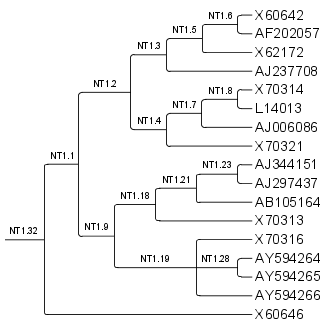 NT1.6 X60642
AF202057
NT1.5
NT1.3 X62172
AJ237708
NT1.2
NT1.8 X70314
L14013
NT1.7
NT1.4 AJ006086
X70321
NT1.1
NT1.23 AJ344151
AJ297437
NT1.21
NT1.18 AB105154
X70313
NT1.32 NT1.9
X70316
NT1.19 NT1.28 AY594264
AY594265
AY594266
X60646